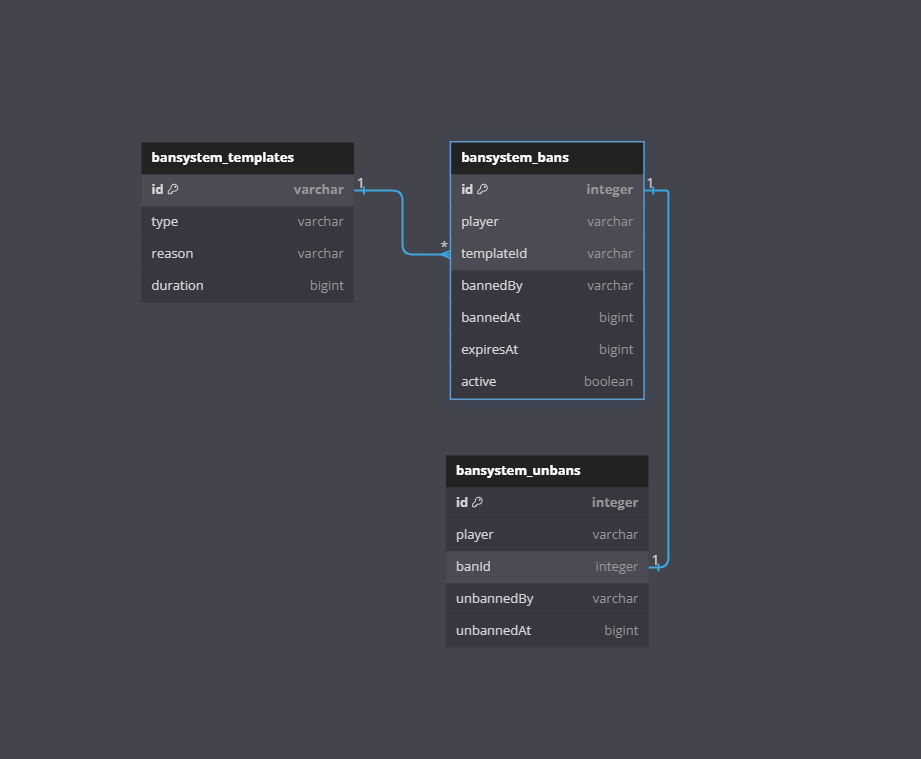 bansystem_templates
id varchar
type varchar
reason varchar
duration bigint
1
*
bansystem_bans
id integer
player varchar
templateId varchar
bannedBy varchar
bannedAt bigint
expiresAt bigint
active boolean
1
bansystem_unbans
id integer
player varchar
banId integer
unbannedBy varchar
unbannedAt bigint
1